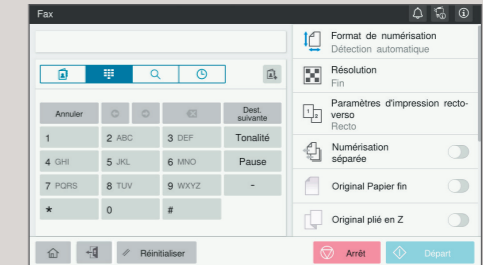 Fax
Format de numérisation
Détection automatique
Résolution
Fin
Paramètres d'impression recto-
verso
Recto
Numérisation
séparée
Original Papier fin
Original plié en Z
Annuler
Dest.
suivante
1
2 ABC
3 DEF
Tonalité
4 GHI
5 JKL
6 MNO
Pause
7 PQRS
8 TUV
9 WXYZ
-
*
0
#
Réinitialiser
Arrêt
Départ